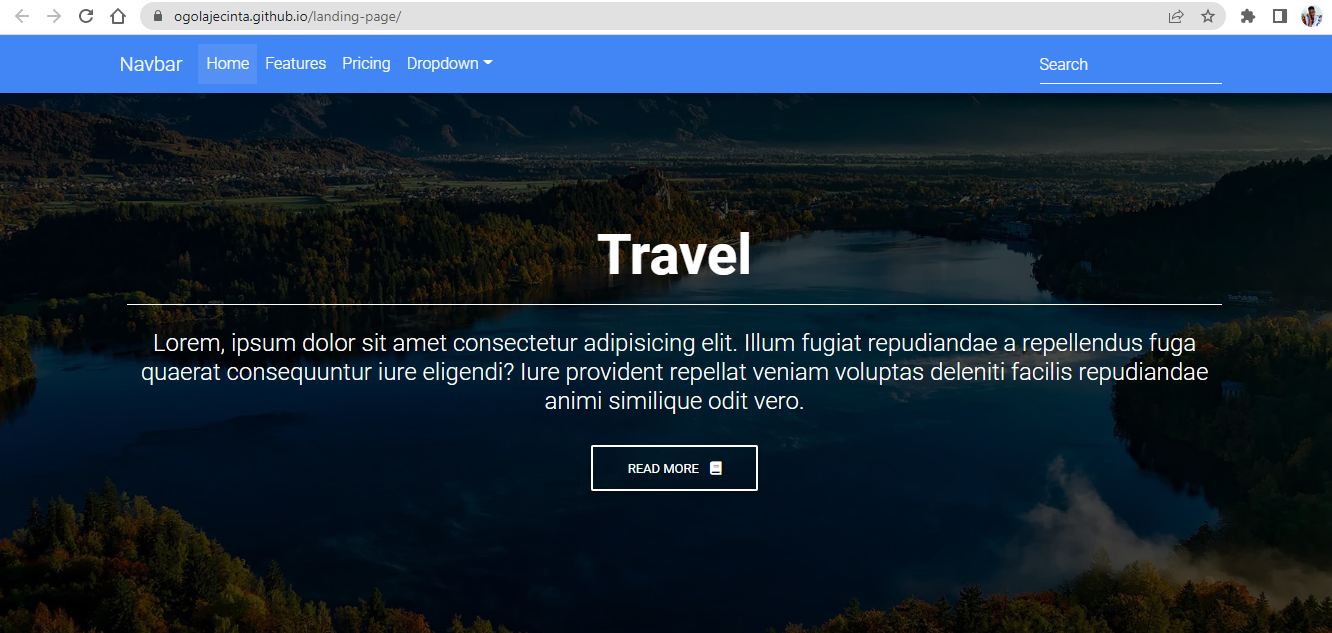 ogolajecinta.github.io/landing-page/
Navbar Home Features Pricing Dropdown Search
Travel
Lorem, ipsum dolor sit amet consectetur adipisicing elit. Illum fugiat repudiandae a repellendus fuga
quaerat consequuntur iure eligendi? Iure provident repellat veniam voluptas deleniti facilis repudiandae
animi similique odit vero.
READ MORE